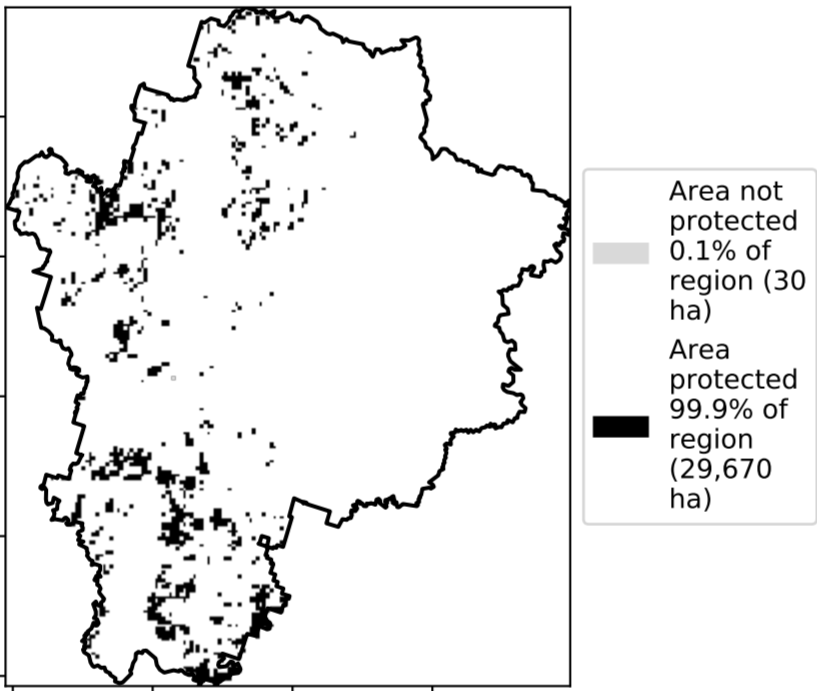 Area not
protected
0.1% of
region (30
ha)
Area
protected
99.9% of
region
(29,670
ha)